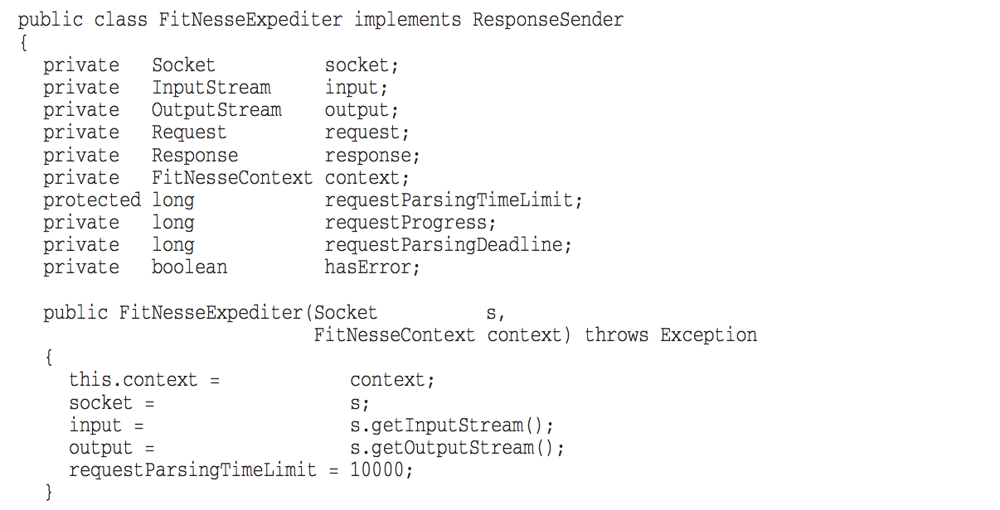 public class FitNesseExpediter implements ResponseSender
{
  private   Socket          socket;
  private   InputStream     input;
  private   OutputStream    output;
  private   Request         request;
  private   Response        response;
  private   FitNesseContext context;
  protected long            requestParsingTimeLimit;
  private   long            requestProgress;
  private   long            requestParsingDeadline;
  private   boolean         hasError;

  public FitNesseExpediter(Socket          s,
                           FitNesseContext context) throws Exception
  {
    this.context =            context;
    socket =                  s;
    input =                   s.getInputStream();
    output =                  s.getOutputStream();
    requestParsingTimeLimit = 10000;
  }